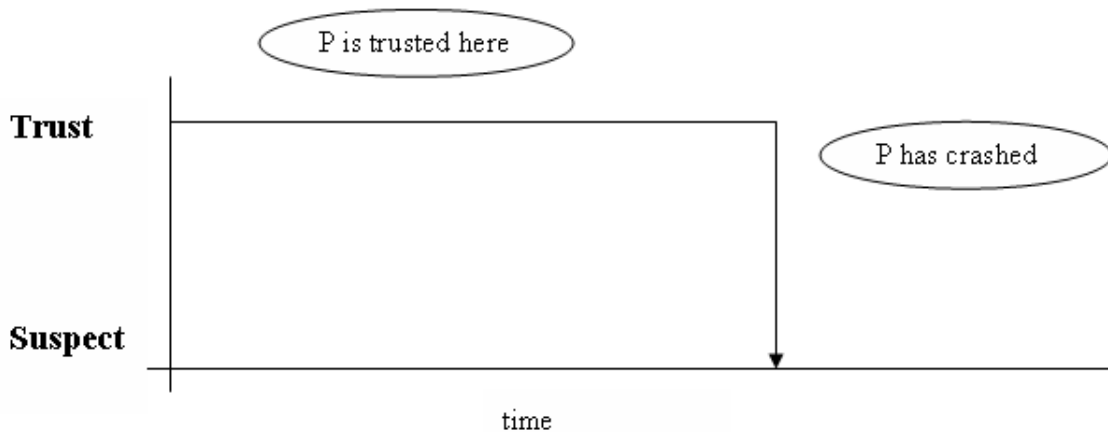 P is trusted here
Trust
P has crashed
Suspect
time